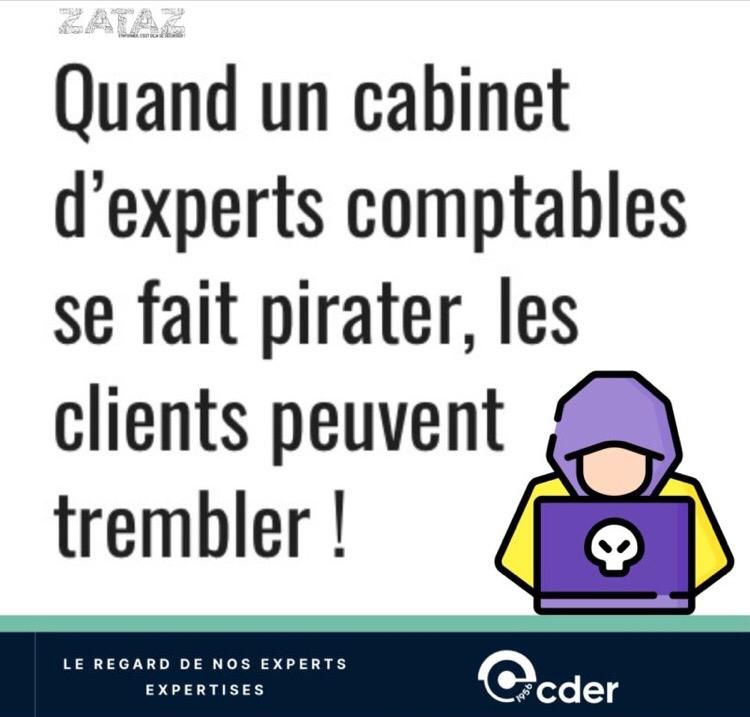 ZATAZ
Quand un cabinet
d’experts comptables
se fait pirater, les
clients peuvent
trembler !
LE REGARD DE NOS EXPERTS
EXPERTISES
1956
cder